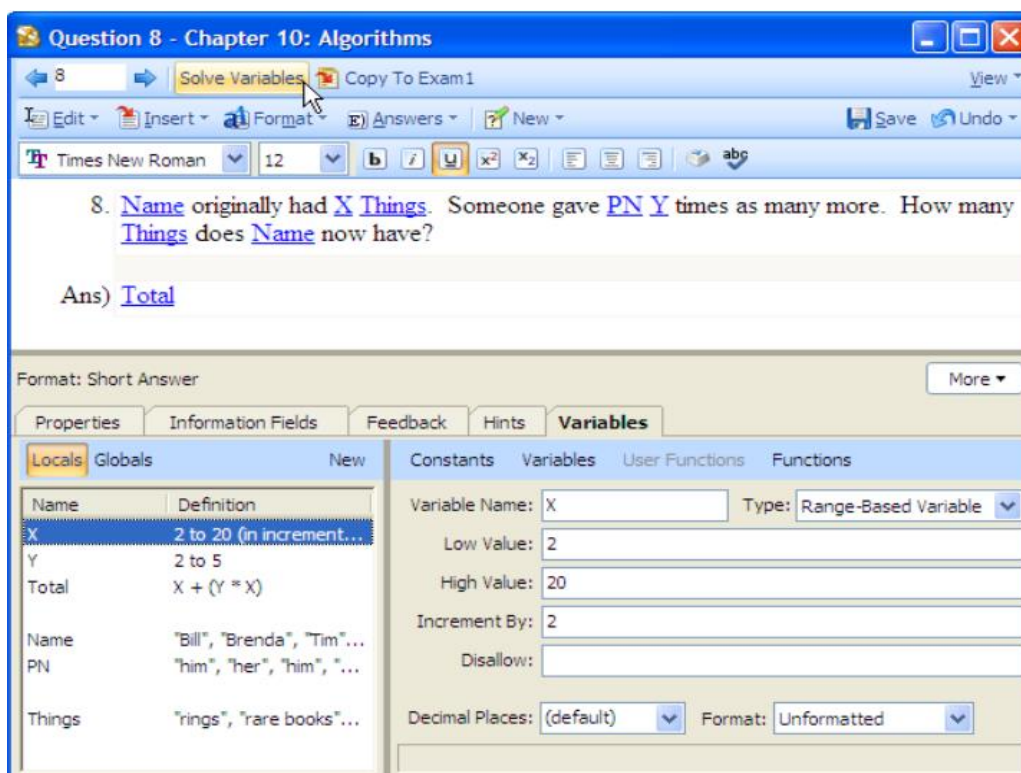 Question 8 - Chapter 10: Algorithms
8 Solve Variables Copy To Exam1 View
Edit Insert Format E) Answers New Save Undo
Times New Roman 12 b i U x² x₂ abc
8. Name originally had X Things. Someone gave PN Y times as many more. How many
Things does Name now have?
Ans) Total
Format: Short Answer More
Properties Information Fields Feedback Hints Variables
Locals Globals New Constants Variables User Functions Functions
Name Definition Variable Name: X Type: Range-Based Variable
X 2 to 20 (in increment... Low Value: 2
Y 2 to 5
Total X + (Y * X) High Value: 20
Increment By: 2
Name "Bill", "Brenda", "Tim"...
PN "him", "her", "him", "... Disallow:
Things "rings", "rare books"... Decimal Places: (default) Format: Unformatted